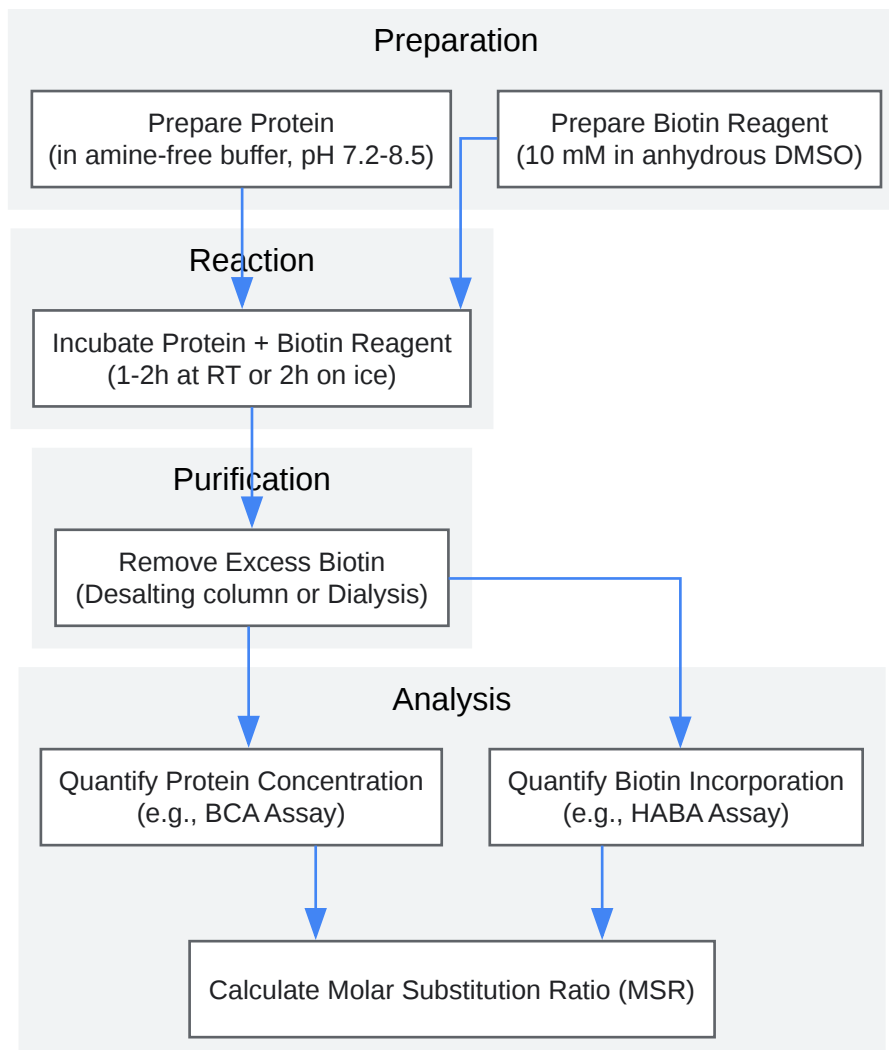 Preparation
Prepare Protein
(in amine-free buffer, pH 7.2-8.5)
Prepare Biotin Reagent
(10 mM in anhydrous DMSO)
Reaction
Incubate Protein + Biotin Reagent
(1-2h at RT or 2h on ice)
Purification
Remove Excess Biotin
(Desalting column or Dialysis)
Analysis
Quantify Protein Concentration
(e.g., BCA Assay)
Quantify Biotin Incorporation
(e.g., HABA Assay)
Calculate Molar Substitution Ratio (MSR)